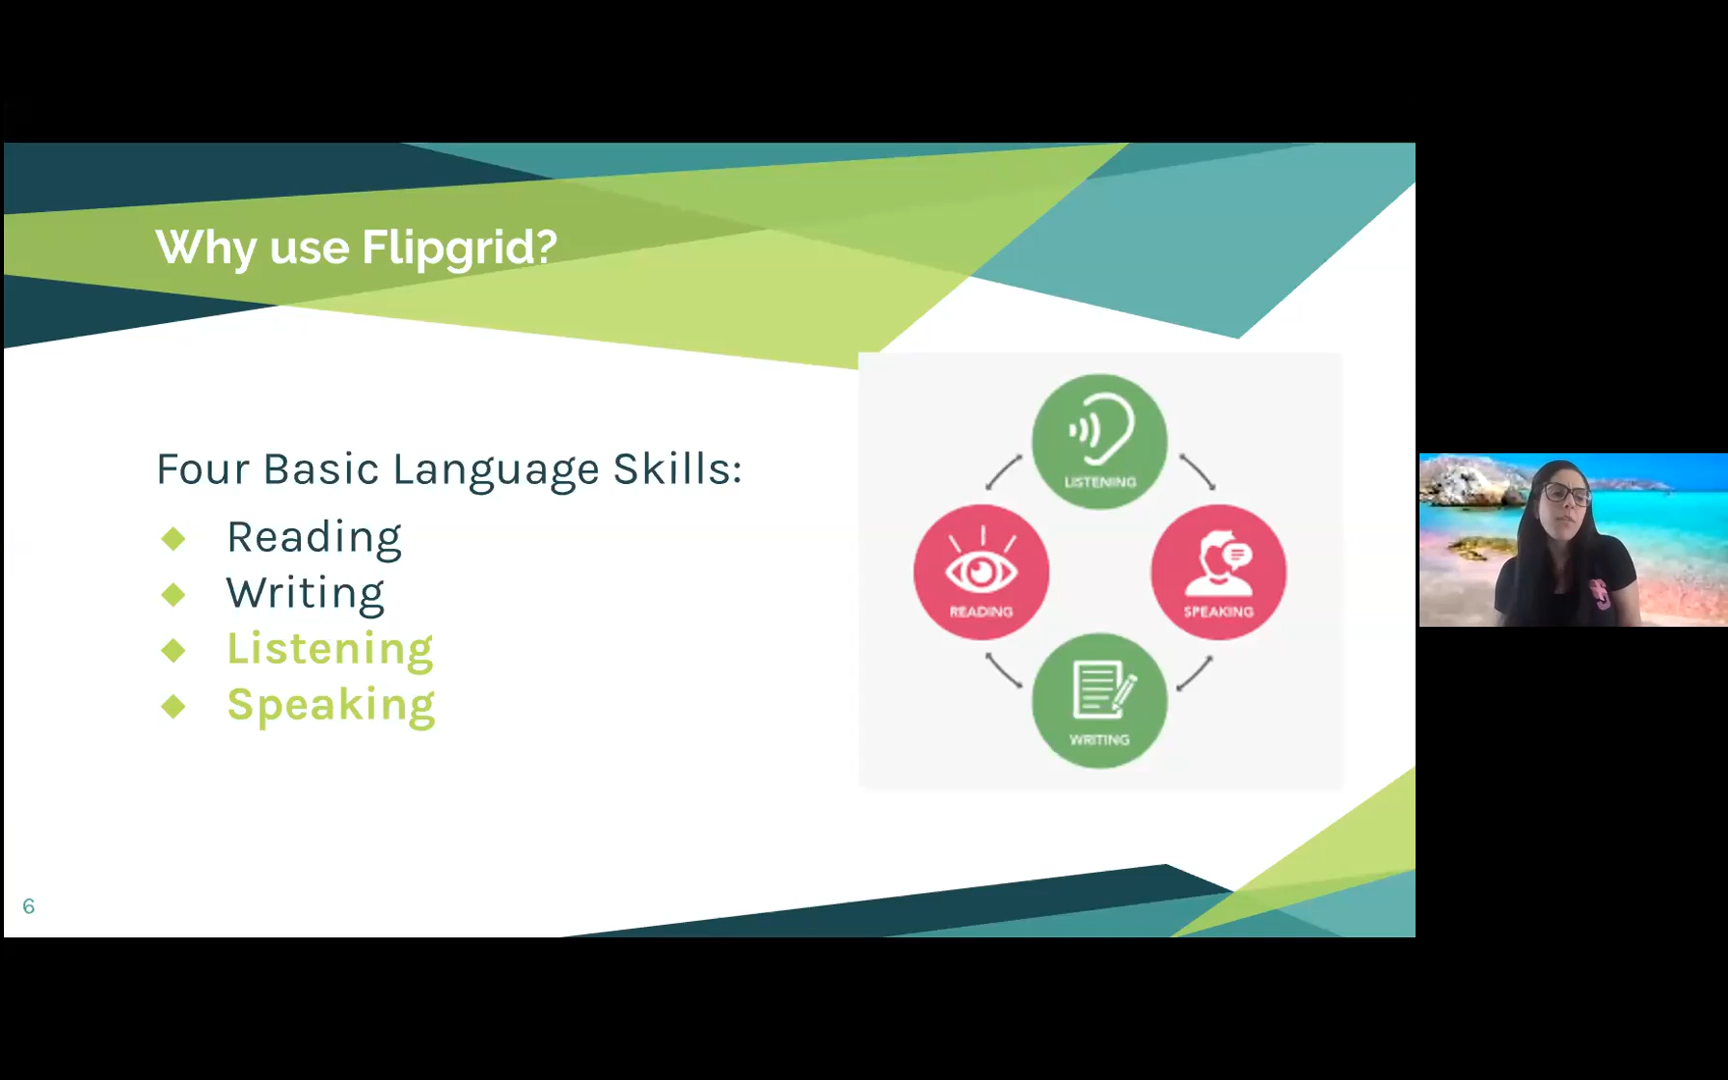 Why use Flipgrid?
Four Basic Language Skills:
Reading
Writing
Listening
Speaking
LISTENING
READING
SPEAKING
WRITING
6